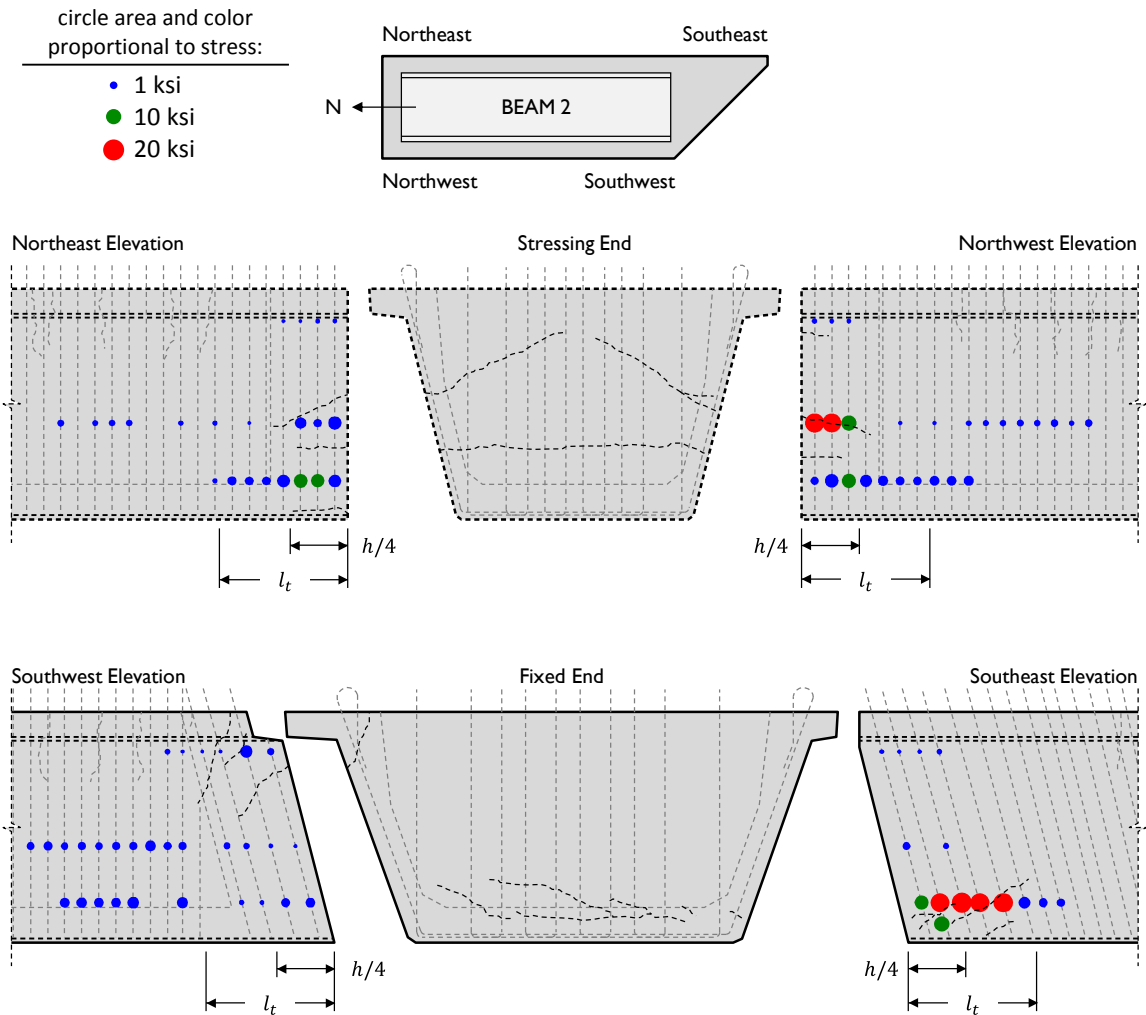 circle area and color
proportional to stress:
1 ksi
10 ksi
20 ksi
Northeast
Southeast
N
BEAM 2
Northwest
Southwest
Northeast Elevation
Stressing End
Northwest Elevation
h/4
l_t
h/4
l_t
Southwest Elevation
Fixed End
Southeast Elevation
h/4
l_t
h/4
l_t